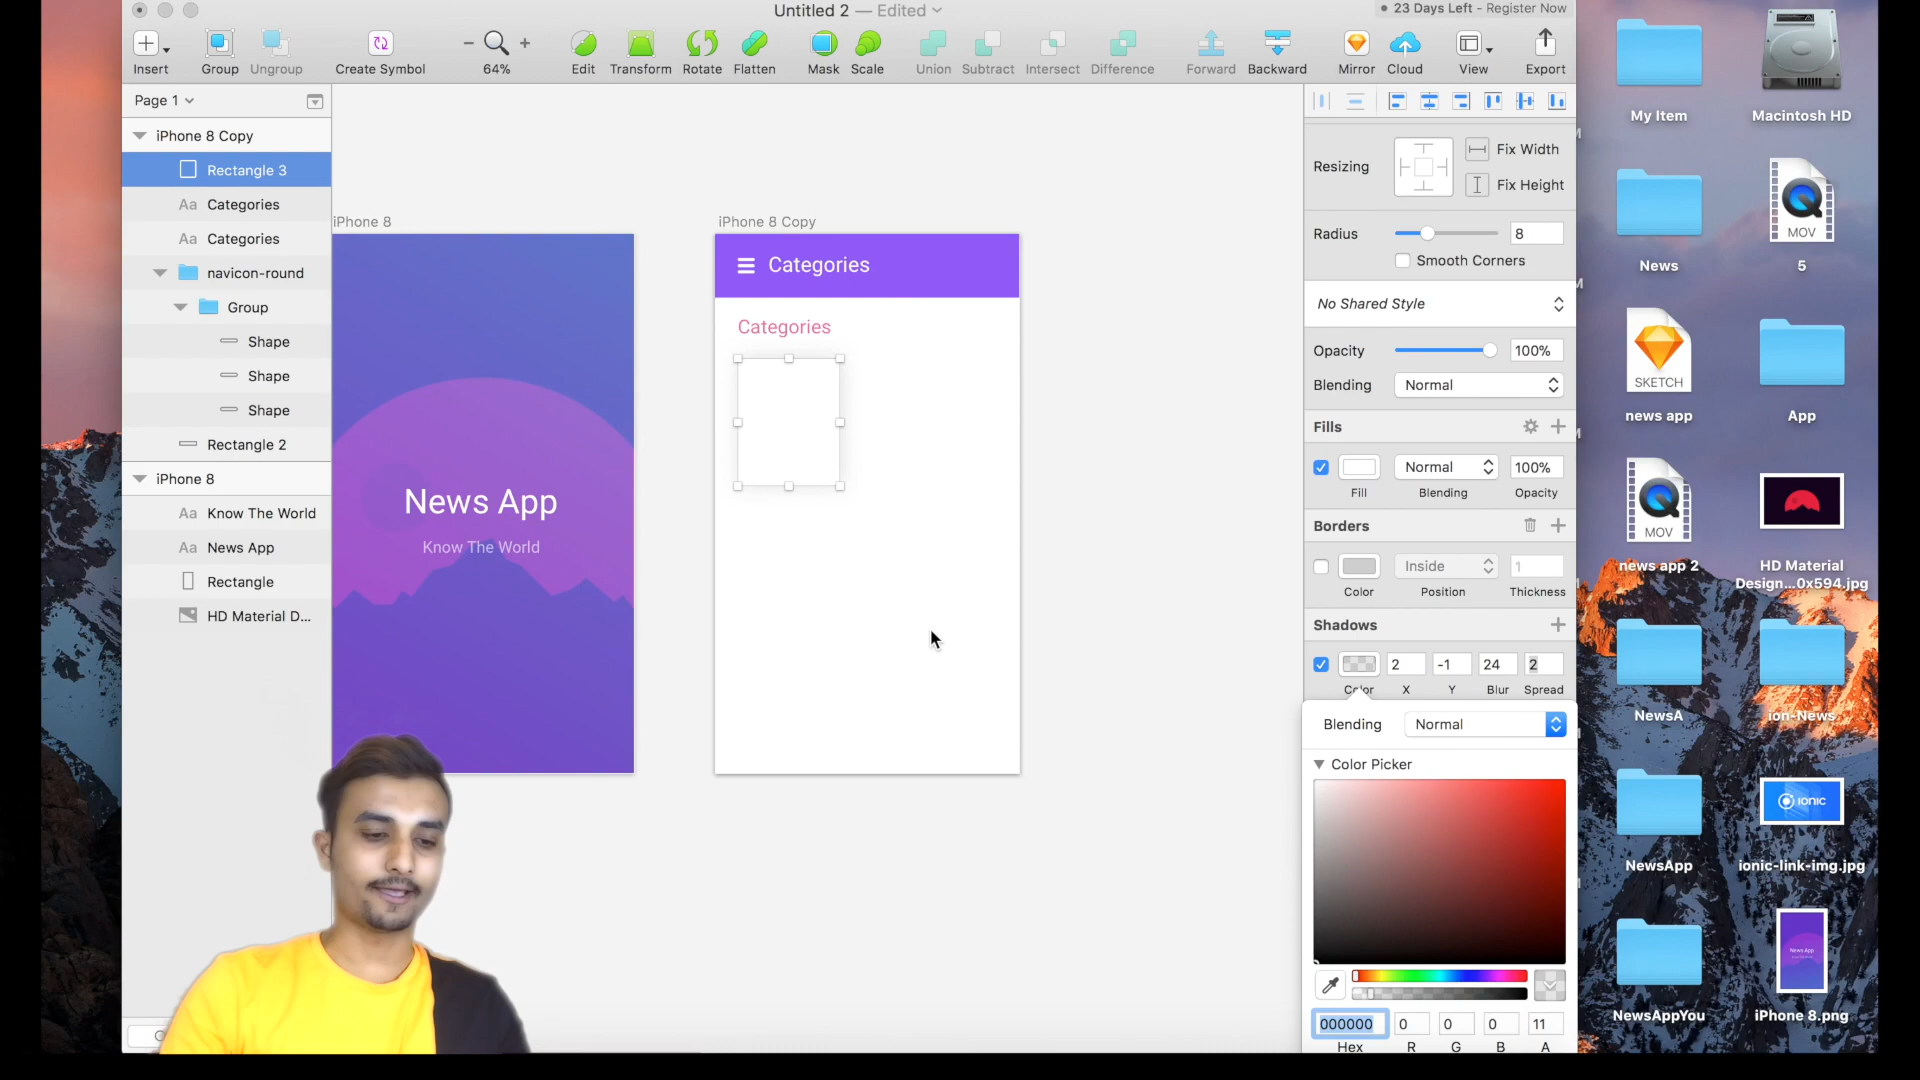 Untitled 2 — Edited
23 Days Left - Register Now
Insert
Group
Ungroup
Create Symbol
64%
Edit
Transform
Rotate
Flatten
Mask
Scale
Union
Subtract
Intersect
Difference
Forward
Backward
Mirror
Cloud
View
Export
Page 1
iPhone 8 Copy
Rectangle 3
Aa Categories
Aa Categories
navicon-round
Group
Shape
Shape
Shape
Rectangle 2
iPhone 8
Aa Know The World
Aa News App
Rectangle
HD Material D...
iPhone 8
News App
Know The World
iPhone 8 Copy
Categories
Categories
Resizing
Fix Width
Fix Height
Radius
8
Smooth Corners
No Shared Style
Opacity
100%
Blending
Normal
Fills
Normal
100%
Fill
Blending
Opacity
Borders
Inside
1
Color
Position
Thickness
Shadows
2
-1
24
2
Color
X
Y
Blur
Spread
Blending
Normal
Color Picker
000000
0
0
0
11
Hex
R
G
B
A
My Item
Macintosh HD
News
MOV
5
SKETCH
news app
App
MOV
news app 2
HD Material
Design...0x594.jpg
NewsA
ion-News
NewsApp
IONIC
ionic-link-img.jpg
NewsAppYou
News App
iPhone 8.png